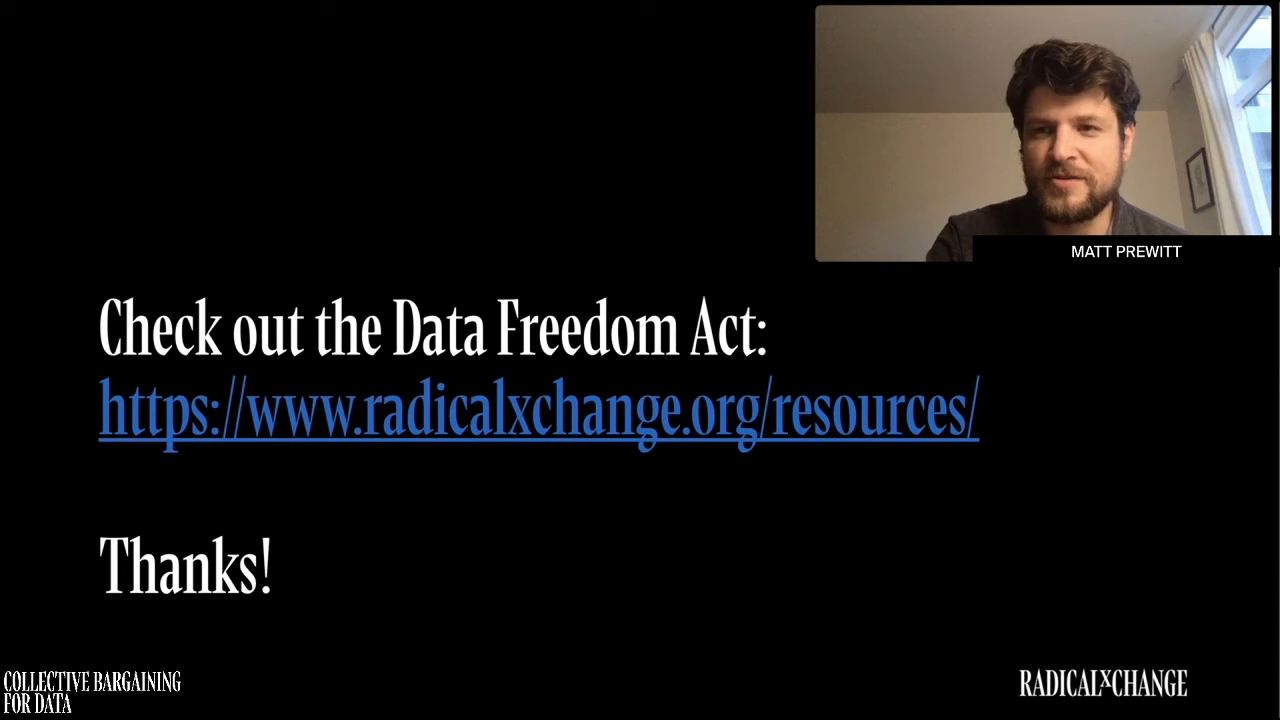 MATT PREWITT
Check out the Data Freedom Act:
https://www.radicalxchange.org/resources/
Thanks!
COLLECTIVE BARGAINING
FOR DATA
RADICALXCHANGE